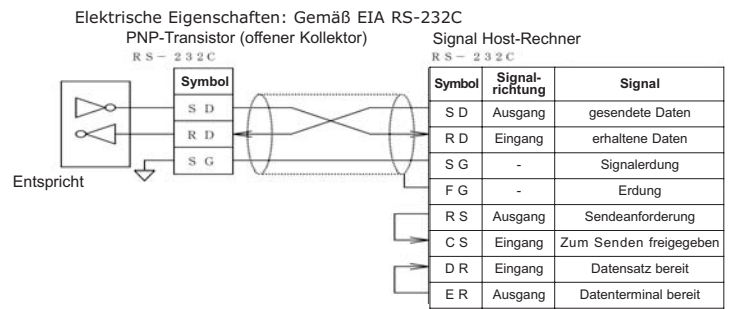 Elektrische Eigenschaften: Gemäß EIA RS-232C
PNP-Transistor (offener Kollektor)
RS-232C
Symbol
SD
RD
SG
Entspricht
Signal Host-Rechner
RS-232C
Symbol Signal-richtung Signal
SD Ausgang gesendete Daten
RD Eingang erhaltene Daten
SG - Signalerdung
FG - Erdung
RS Ausgang Sendeanforderung
CS Eingang Zum Senden freigegeben
DR Eingang Datensatz bereit
ER Ausgang Datenterminal bereit